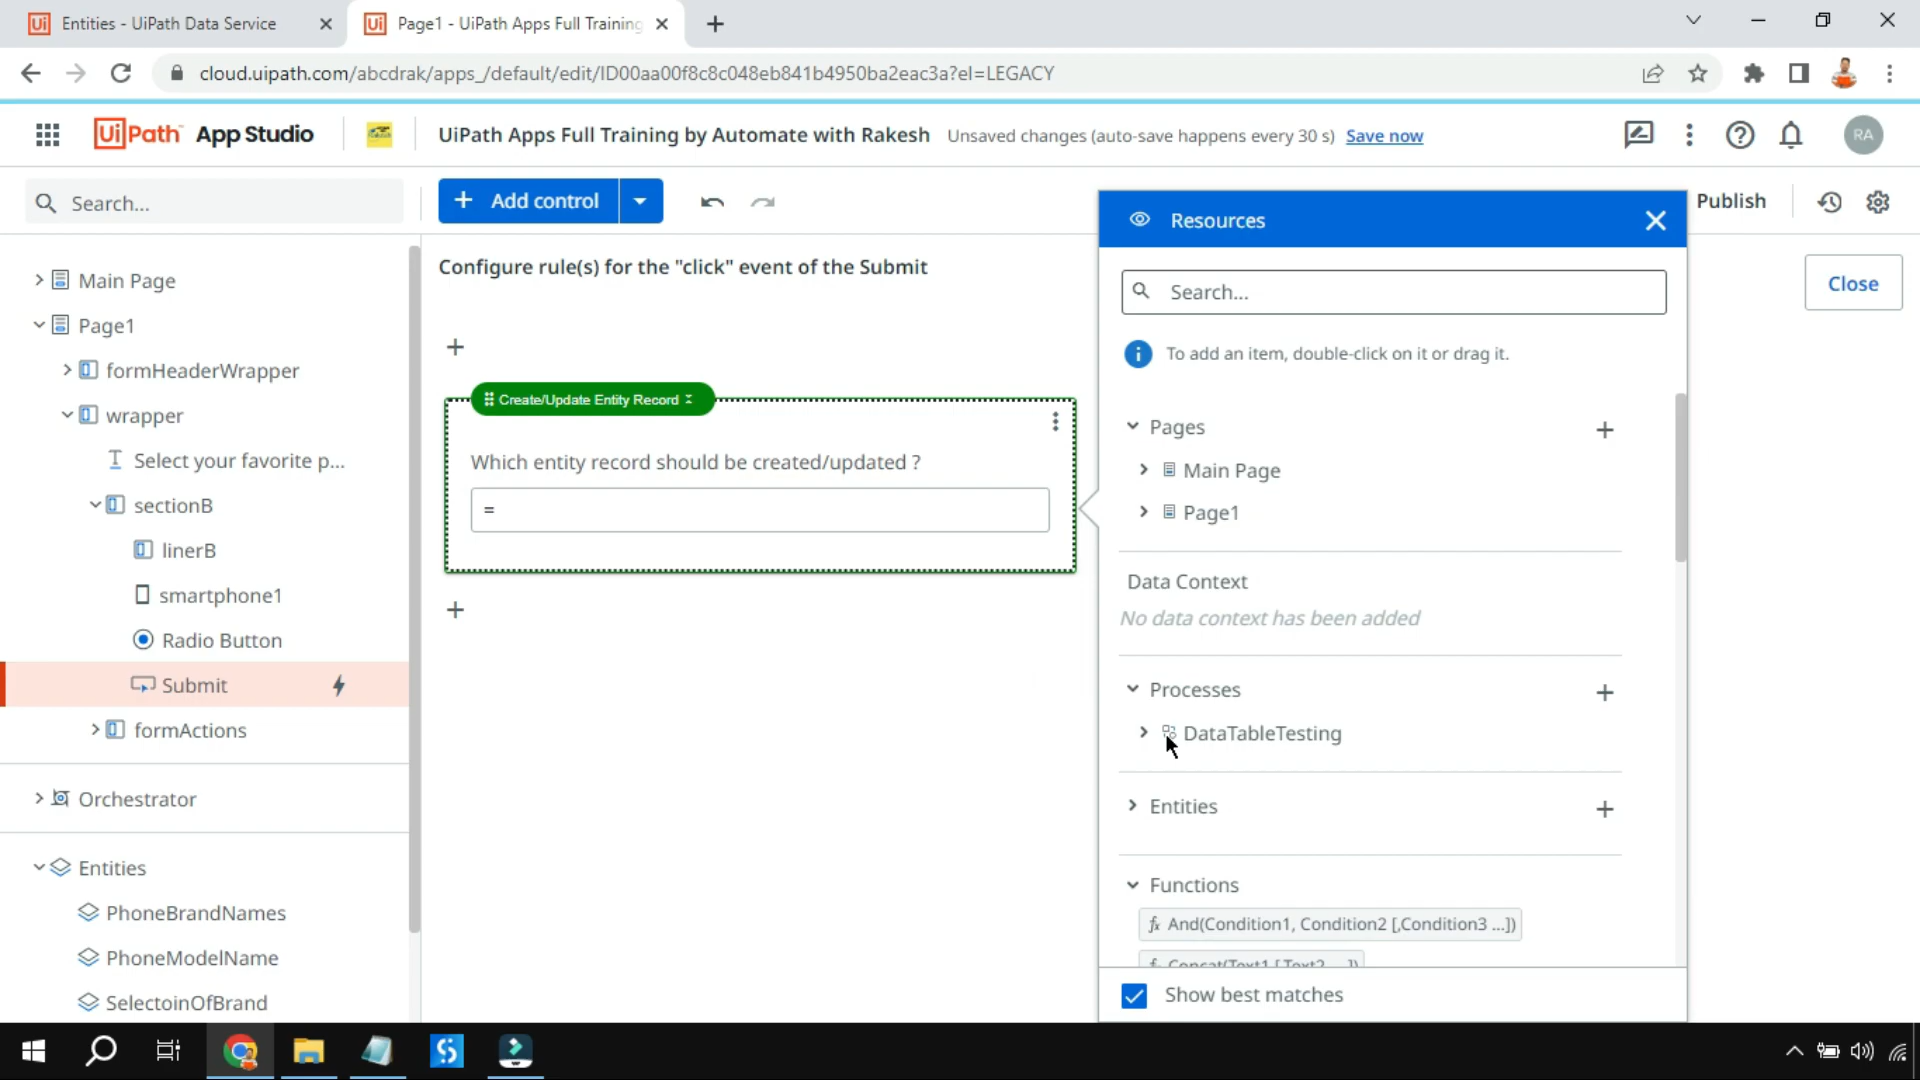 Entities - UiPath Data Service
Page1 - UiPath Apps Full Training
cloud.uipath.com/abcdrak/apps_/default/edit/ID00aa00f8c8c048eb841b4950ba2eac3a?el=LEGACY
UiPath App Studio
UiPath Apps Full Training by Automate with Rakesh
Unsaved changes (auto-save happens every 30 s) Save now
RA
Search...
Add control
Publish
Main Page
Page1
formHeaderWrapper
wrapper
Select your favorite p...
sectionB
linerB
smartphone1
Radio Button
Submit
formActions
Orchestrator
Entities
PhoneBrandNames
PhoneModelName
SelectoinOfBrand
Configure rule(s) for the "click" event of the Submit
Create/Update Entity Record
Which entity record should be created/updated ?
=
Resources
Search...
To add an item, double-click on it or drag it.
Pages
Main Page
Page1
Data Context
No data context has been added
Processes
DataTableTesting
Entities
Functions
fx And(Condition1, Condition2 [,Condition3 ...])
Concat(Text1 [,Text2, ...])
Show best matches
Close